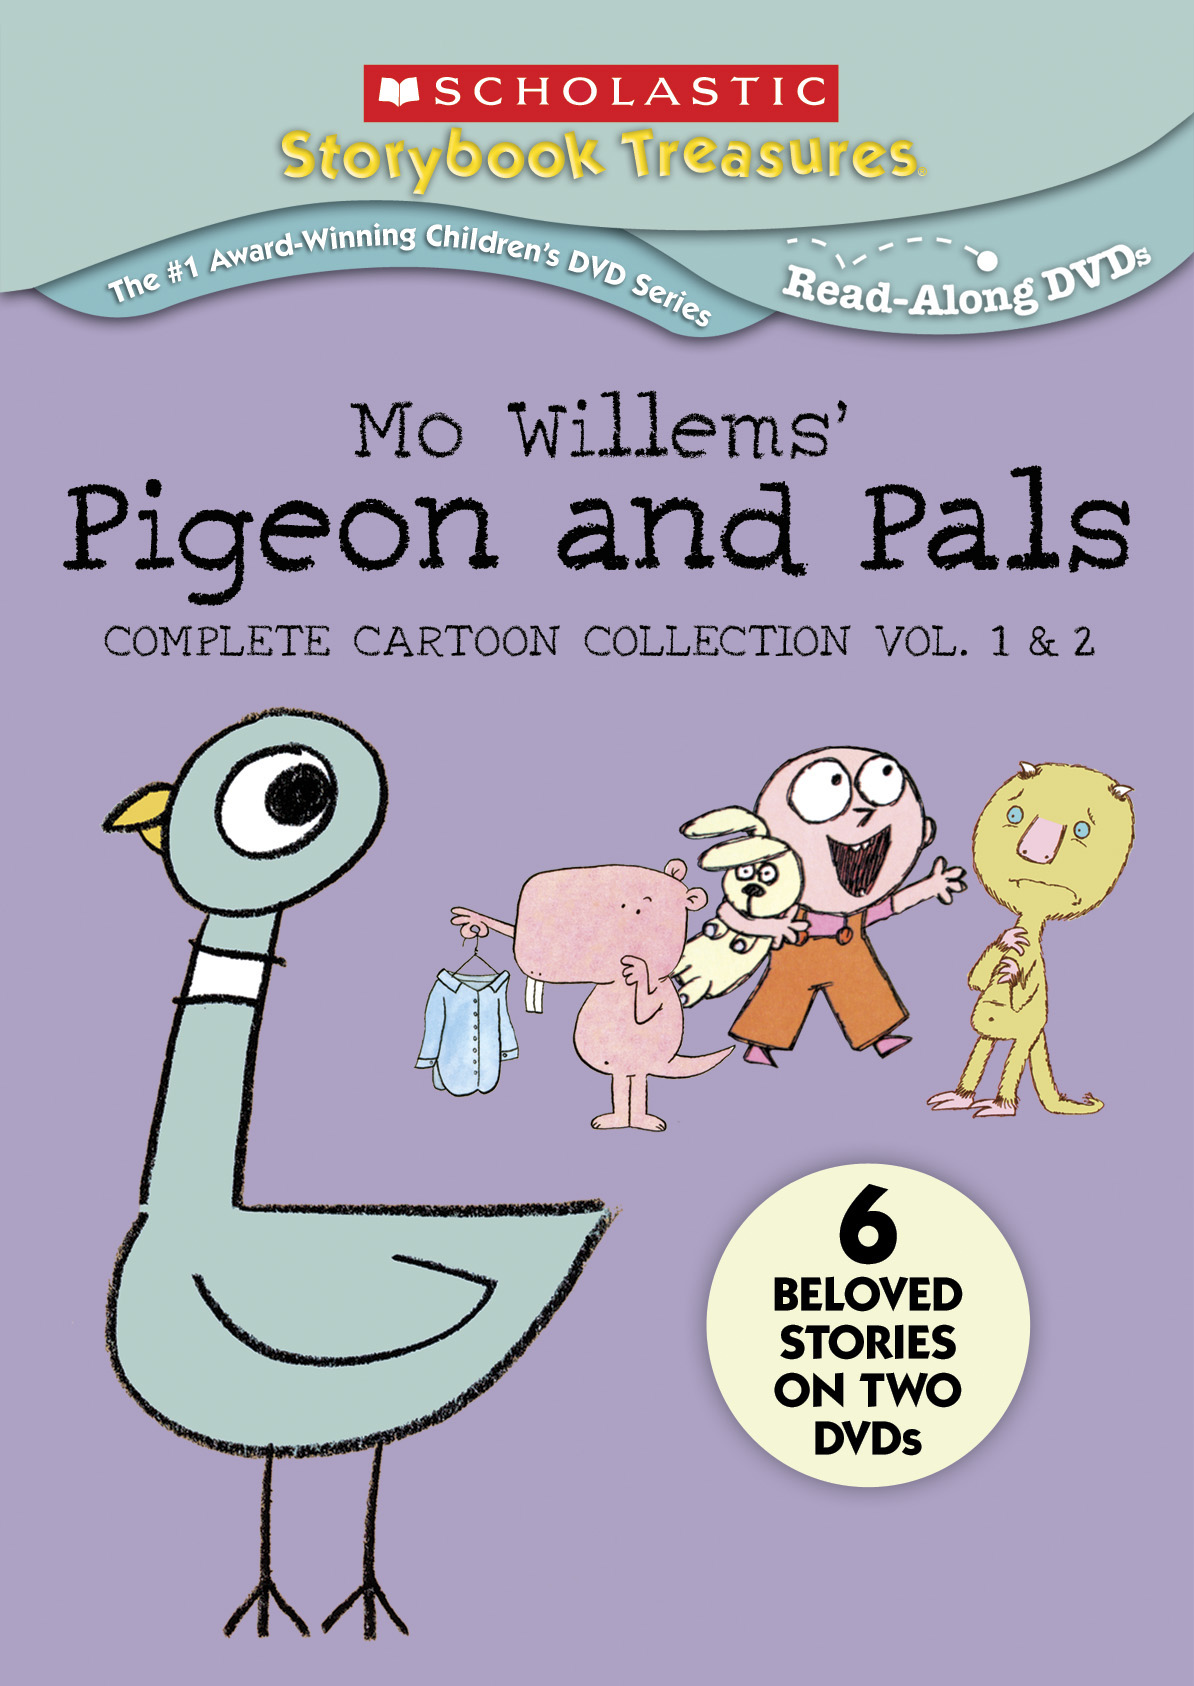 SCHOLASTIC
Storybook Treasures®
The #1 Award-Winning Children's DVD Series
Read-Along DVDs
Mo Willems'
Pigeon and Pals
COMPLETE CARTOON COLLECTION VOL. 1 & 2
6
BELOVED
STORIES
ON TWO
DVDs